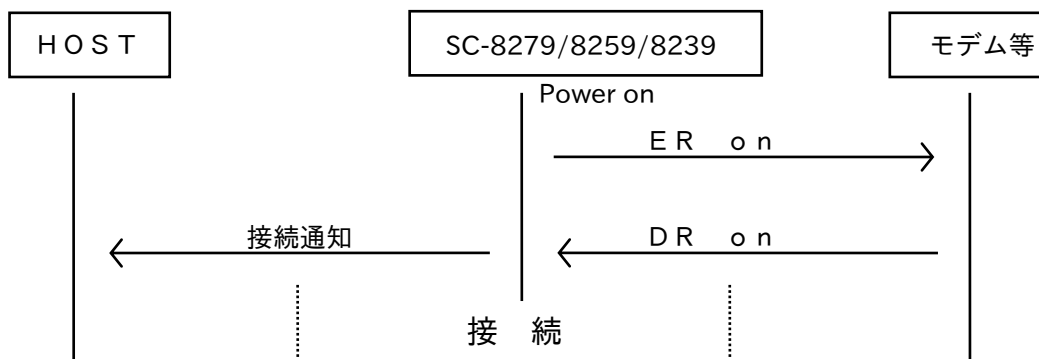 ＨＯＳＴ
SC-8279/8259/8239
モデム等
Power on
ＥＲ　ｏｎ
接続通知
ＤＲ　ｏｎ
接　続